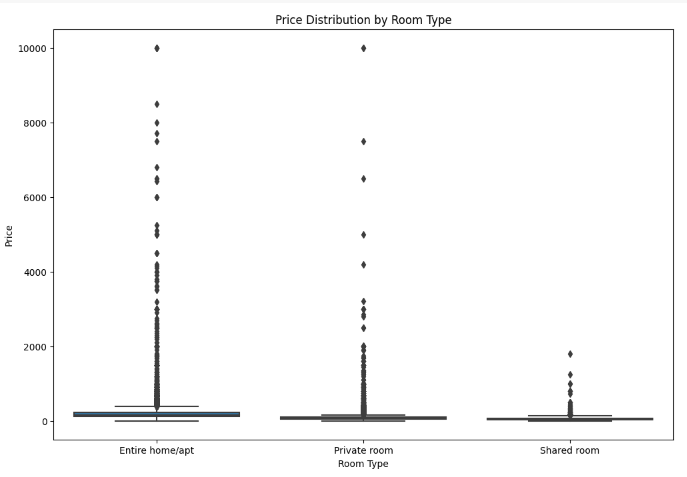 Price Distribution by Room Type
10000
8000
6000
4000
2000
0
Price
Entire home/apt
Private room
Shared room
Room Type